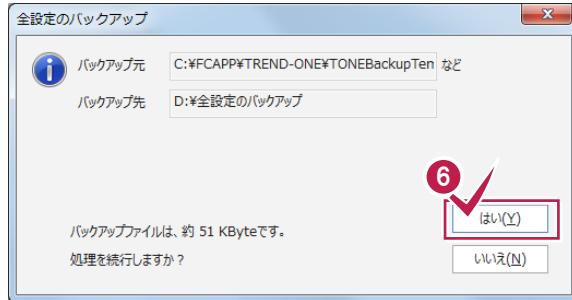 全設定のバックアップ
バックアップ元 C:¥FCAPP¥TREND-ONE¥TONEBackupTem など
バックアップ先 D:¥全設定のバックアップ
6
はい(Y)
バックアップファイルは、約 51 KByteです。
処理を続行しますか？
いいえ(N)